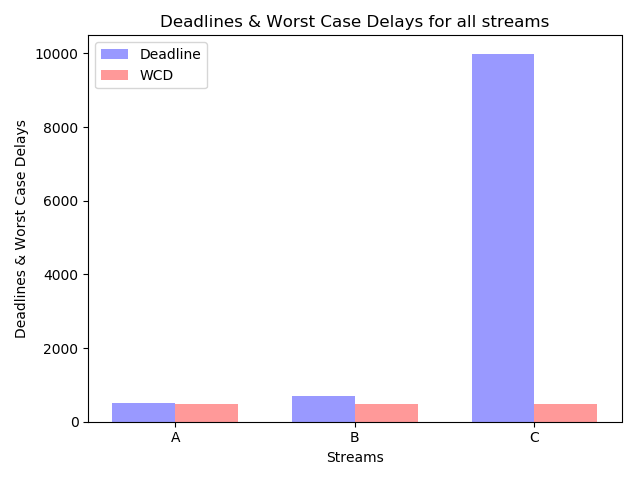 Deadlines & Worst Case Delays for all streams
Deadline
WCD
10000
8000
6000
4000
2000
0
Deadlines & Worst Case Delays
A B C
Streams